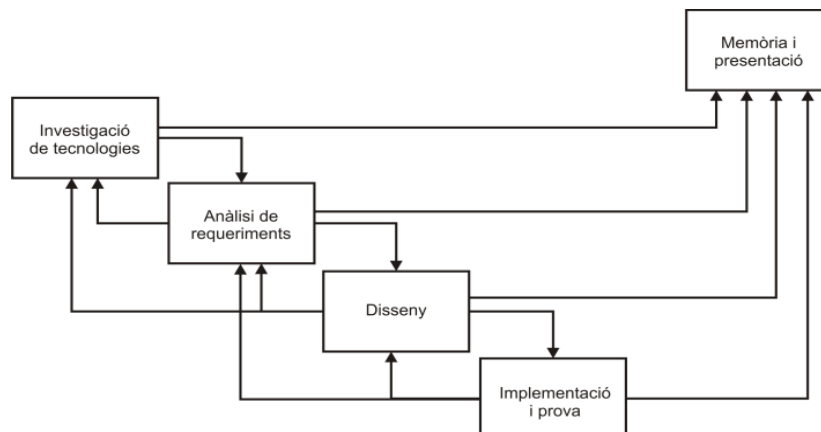 Memòria i
presentació
Investigació
de tecnologies
Anàlisi de
requeriments
Disseny
Implementació
i prova